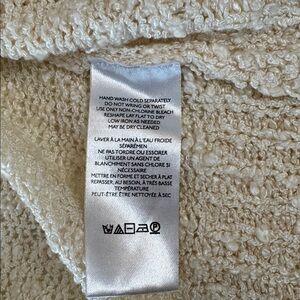 HAND WASH COLD SEPARATELY
DO NOT WRING OR TWIST
USE ONLY NON-CHLORINE BLEACH
RESHAPE LAY FLAT TO DRY
LOW IRON AS NEEDED
MAY BE DRY CLEANED
LAVER À LA MAIN À L'EAU FROIDE
SÉPARÉMEN
NE PAS TORDRE OU ESSORER
UTILISER UN AGENT DE
BLANCHIMENT SANS CHLORE SI
NÉCESSAIRE
METTRE EN FORME ET SÉCHER À PLAT
REPASSER, AU BESOIN, À TRÈS BASSE
TEMPÉRATURE
PEUT-ÊTRE ÊTRE NETTOYÉE À SEC